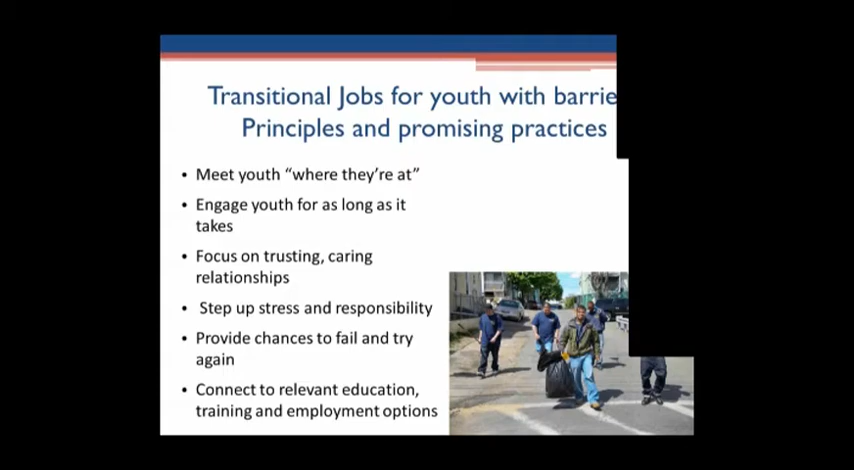 Transitional Jobs for youth with
Principles and promising practices
• Meet youth “where they’re at”
• Engage youth for as long as it
takes
• Focus on trusting, caring
relationships
• Step up stress and responsibility
• Provide chances to fail and try
again
• Connect to relevant education,
training and employment options